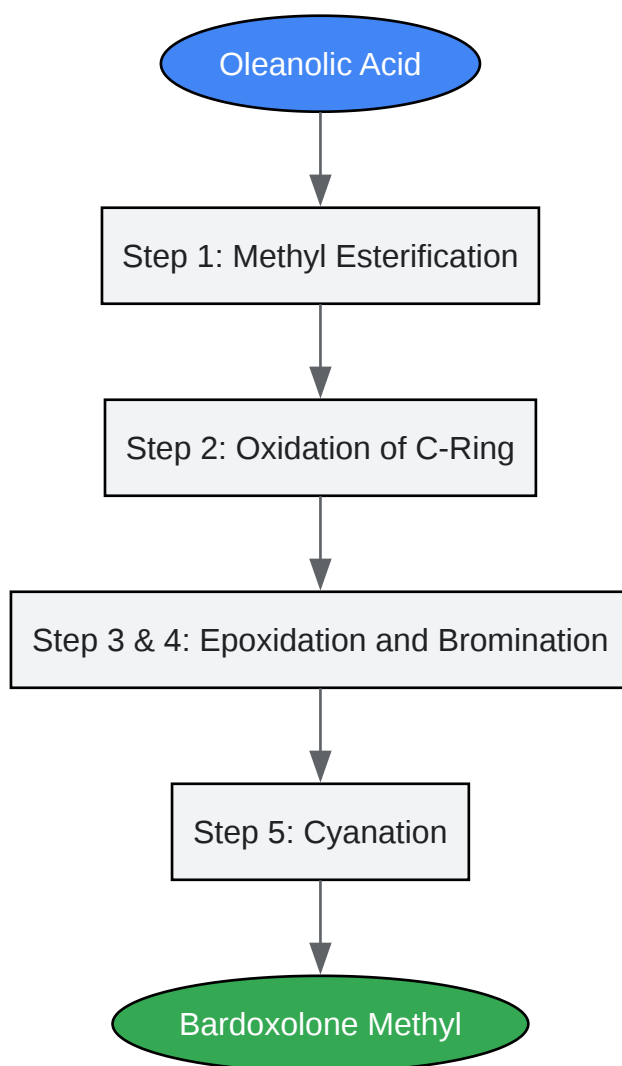 Oleanolic Acid
Step 1: Methyl Esterification
Step 2: Oxidation of C-Ring
Step 3 & 4: Epoxidation and Bromination
Step 5: Cyanation
Bardoxolone Methyl